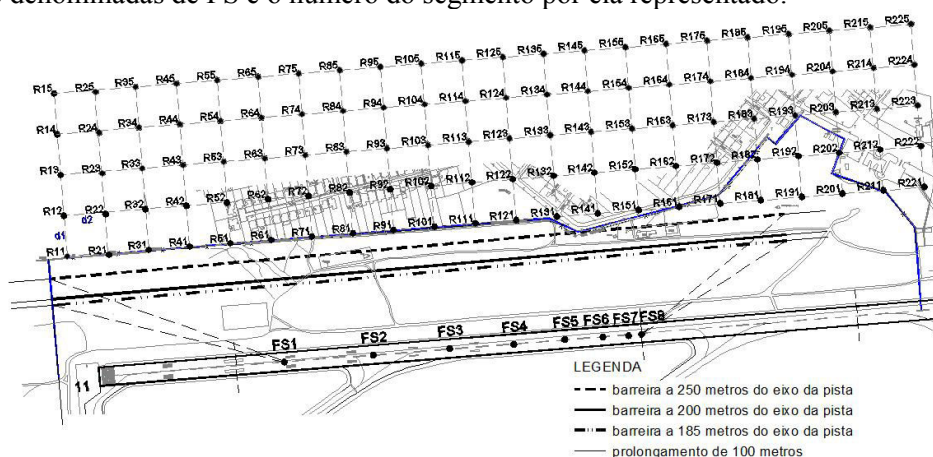 denominadas de FS e o número do segmento por ela representado.
R15 R25 R35 R45 R55 R65 R75 R85 R95 R105 R115 R125 R135 R145 R155 R165 R175 R185 R195 R205 R215 R225
R14 R24 R34 R44 R54 R64 R74 R84 R94 R104 R114 R124 R134 R144 R154 R164 R174 R184 R194 R204 R214 R224
R13 R23 R33 R43 R53 R63 R73 R83 R93 R103 R113 R123 R133 R143 R153 R163 R173 R183 R193 R203 R213 R223
R12 R22 R32 R42 R52 R62 R72 R82 R92 R102 R112 R122 R132 R142 R152 R162 R172 R182 R192 R202 R212 R222
d1 d2
R11 R21 R31 R41 R51 R61 R71 R81 R91 R101 R111 R121 R131 R141 R151 R161 R171 R181 R191 R201 R211 R221
FS1 FS2 FS3 FS4 FS5 FS6 FS7 FS8
11
LEGENDA
barreira a 250 metros do eixo da pista
barreira a 200 metros do eixo da pista
barreira a 185 metros do eixo da pista
prolongamento de 100 metros